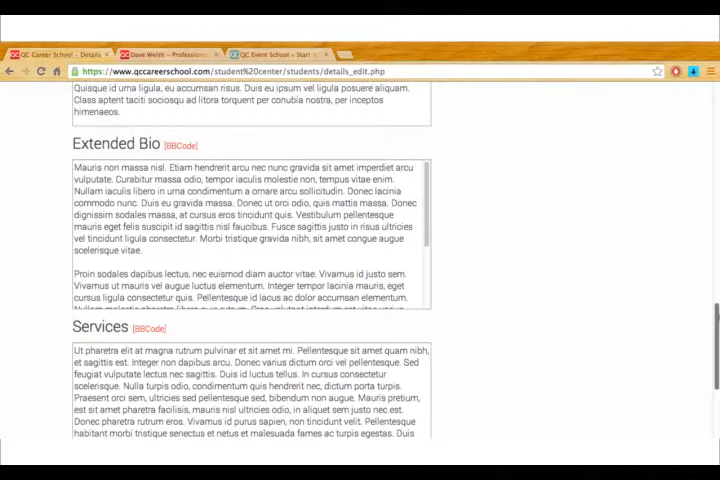 QC Career School - Details
Dave Welsh - Professional
QC Event School - Start a
https://www.qccareerschool.com/student%20center/students/details_edit.php
Quisque id urna ligula, eu accumsan risus. Duis eu ipsum vel ligula posuere aliquam.
Class aptent taciti sociosqu ad litora torquent per conubia nostra, per inceptos
himenaeos.
Extended Bio [BBCode]
Mauris non massa nisl. Etiam hendrerit arcu nec nunc gravida sit amet imperdiet arcu
vulputate. Curabitur massa odio, tempor iaculis molestie non, tempus vitae enim.
Nullam iaculis libero in urna condimentum a ornare arcu sollicitudin. Donec lacinia
commodo nunc. Duis eu gravida massa. Donec ut orci odio, quis mattis massa. Donec
dignissim sodales massa, at cursus eros tincidunt quis. Vestibulum pellentesque
mauris eget felis suscipit id sagittis nisl faucibus. Fusce sagittis justo in risus ultricies
vel tincidunt ligula consectetur. Morbi tristique gravida nibh, sit amet congue augue
scelerisque vitae.
Proin sodales dapibus lectus, nec euismod diam auctor vitae. Vivamus id justo sem.
Vivamus ut mauris vel augue luctus elementum. Integer tempor lacinia mauris, eget
cursus ligula consectetur quis. Pellentesque id lacus ac dolor accumsan elementum.
Services [BBCode]
Ut pharetra elit at magna rutrum pulvinar et sit amet mi. Pellentesque sit amet quam nibh,
et sagittis est. Integer non dapibus arcu. Donec varius dictum orci vel pellentesque. Sed
feugiat vulputate lectus nec sagittis. Duis id luctus tellus. In cursus consectetur
scelerisque. Nulla turpis odio, condimentum quis hendrerit nec, dictum porta turpis.
Praesent orci sem, ultricies sed pellentesque sed, bibendum non augue. Mauris pretium,
est sit amet pharetra facilisis, mauris nisl ultricies odio, in aliquet sem justo nec est.
Donec pharetra rutrum eros. Vivamus id purus sapien, non tincidunt velit. Vivamus
habitant morbi tristique senectus et netus et malesuada fames ac turpis egestas. Duis